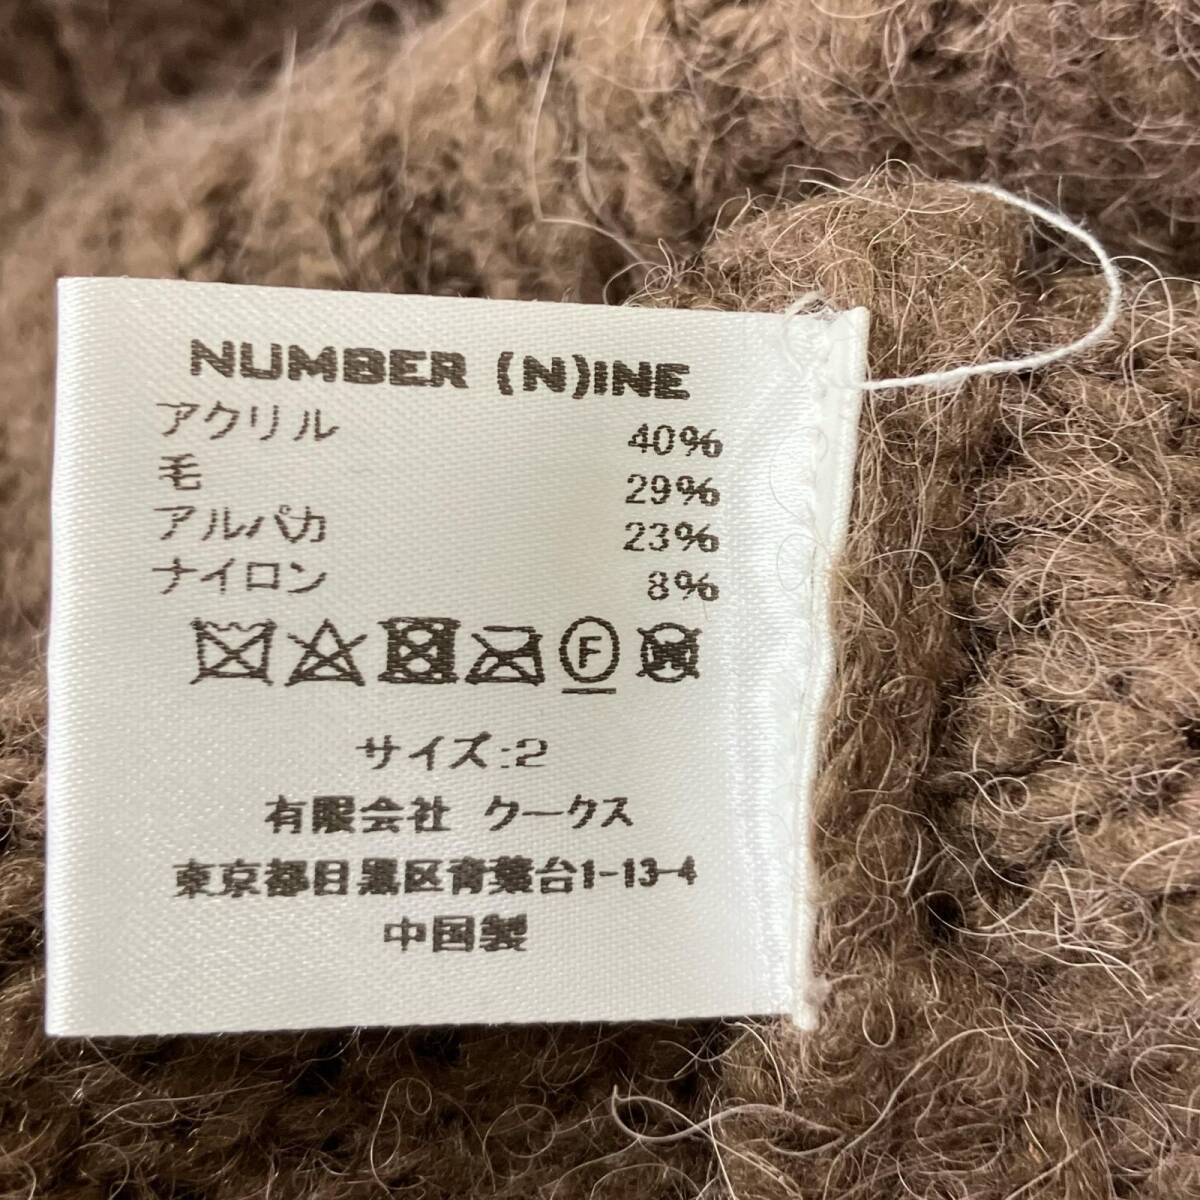 NUMBER (N)INE
アクリル 40%
毛 29%
アルパカ 23%
ナイロン 8%
F
サイズ:2
有限会社 クークス
東京都目黒区青葉台1-13-4
中国製